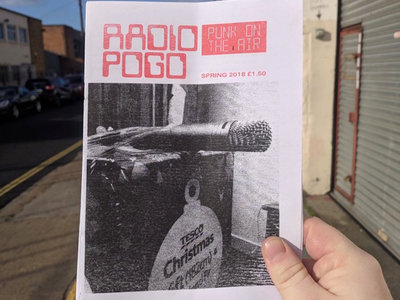 RADIO
POGO
PUNK ON
THE AIR
SPRING 2018 £1.50
TESCO
Christmas